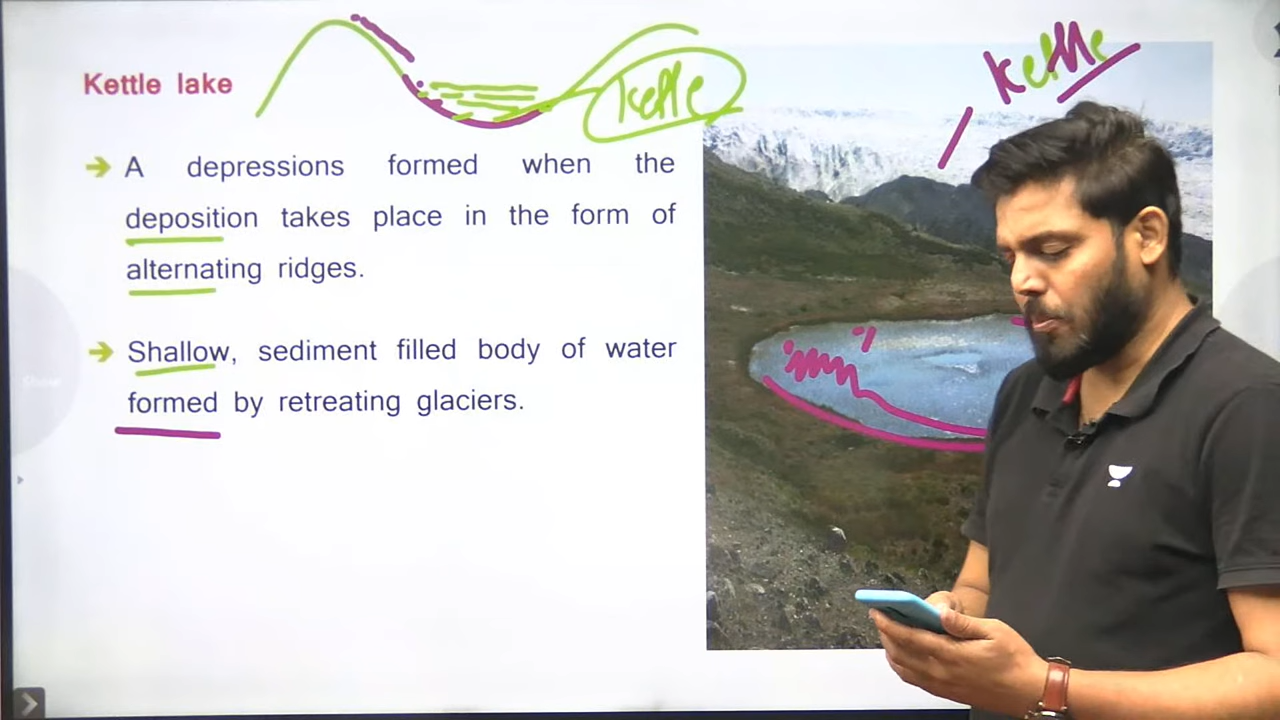 Kettle
Kettle lake
kettle
A depressions formed when the
deposition takes place in the form of
alternating ridges.
Shallow, sediment filled body of water
formed by retreating glaciers.